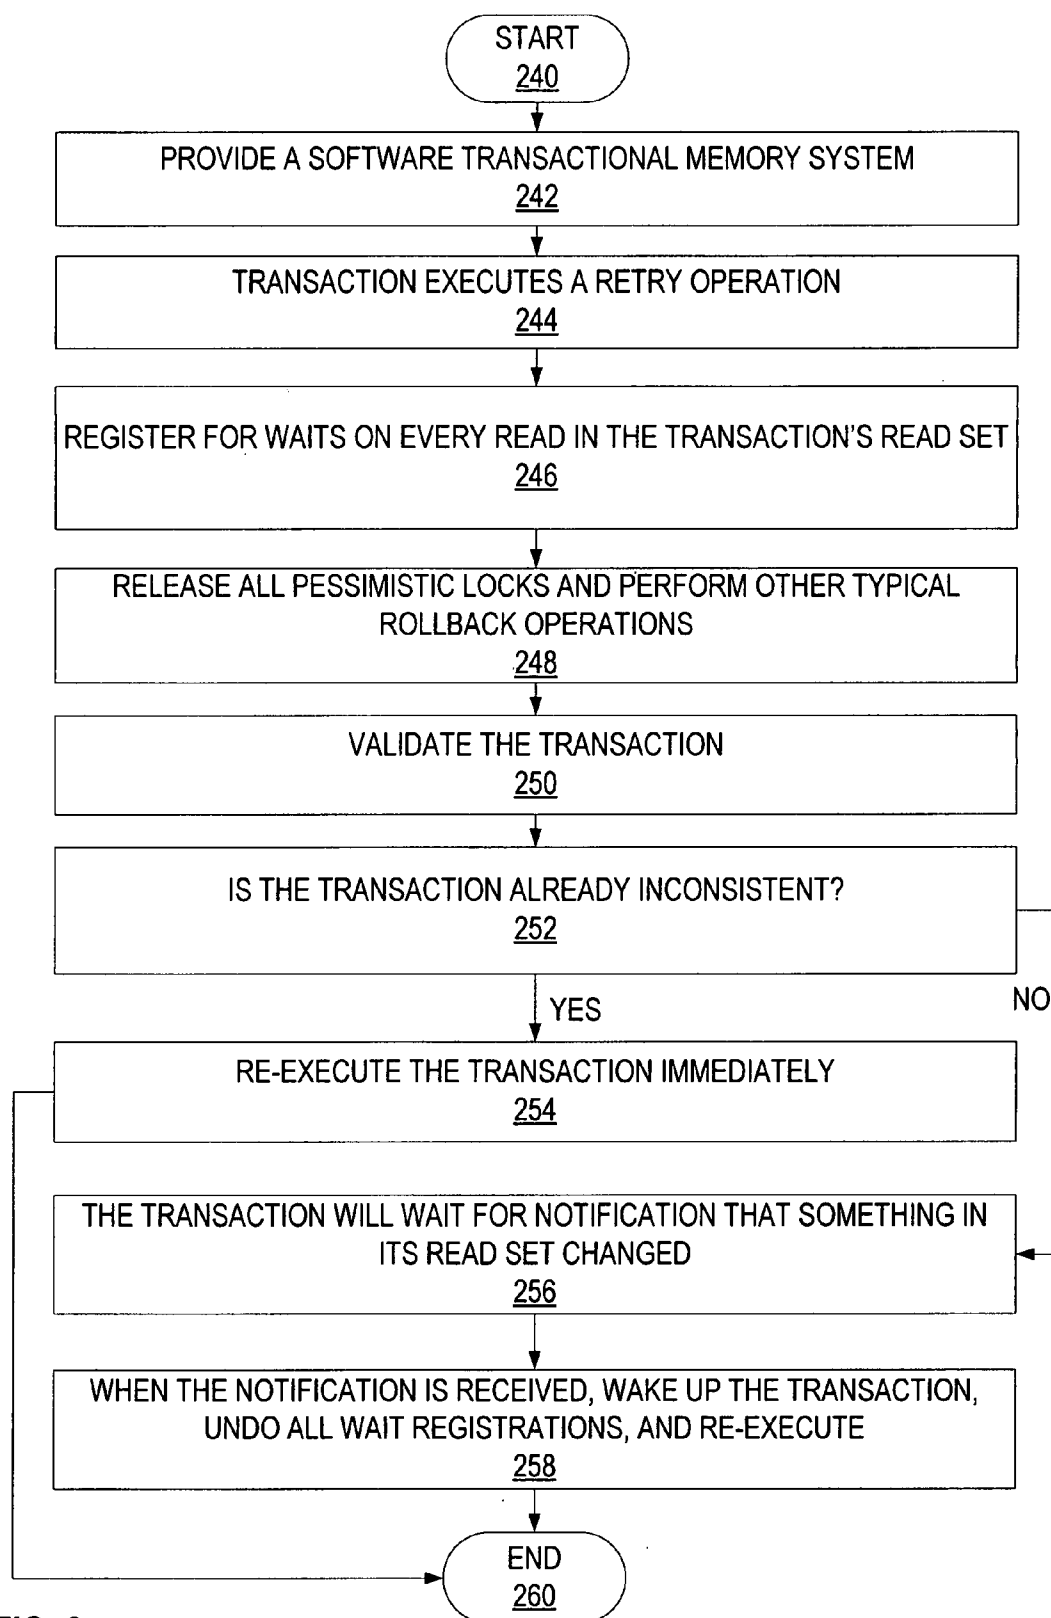 START
240
PROVIDE A SOFTWARE TRANSACTIONAL MEMORY SYSTEM
242
TRANSACTION EXECUTES A RETRY OPERATION
244
REGISTER FOR WAITS ON EVERY READ IN THE TRANSACTION'S READ SET
246
RELEASE ALL PESSIMISTIC LOCKS AND PERFORM OTHER TYPICAL
ROLLBACK OPERATIONS
248
VALIDATE THE TRANSACTION
250
IS THE TRANSACTION ALREADY INCONSISTENT?
252
NO
YES
RE-EXECUTE THE TRANSACTION IMMEDIATELY
254
THE TRANSACTION WILL WAIT FOR NOTIFICATION THAT SOMETHING IN
ITS READ SET CHANGED
256
WHEN THE NOTIFICATION IS RECEIVED, WAKE UP THE TRANSACTION,
UNDO ALL WAIT REGISTRATIONS, AND RE-EXECUTE
258
END
260